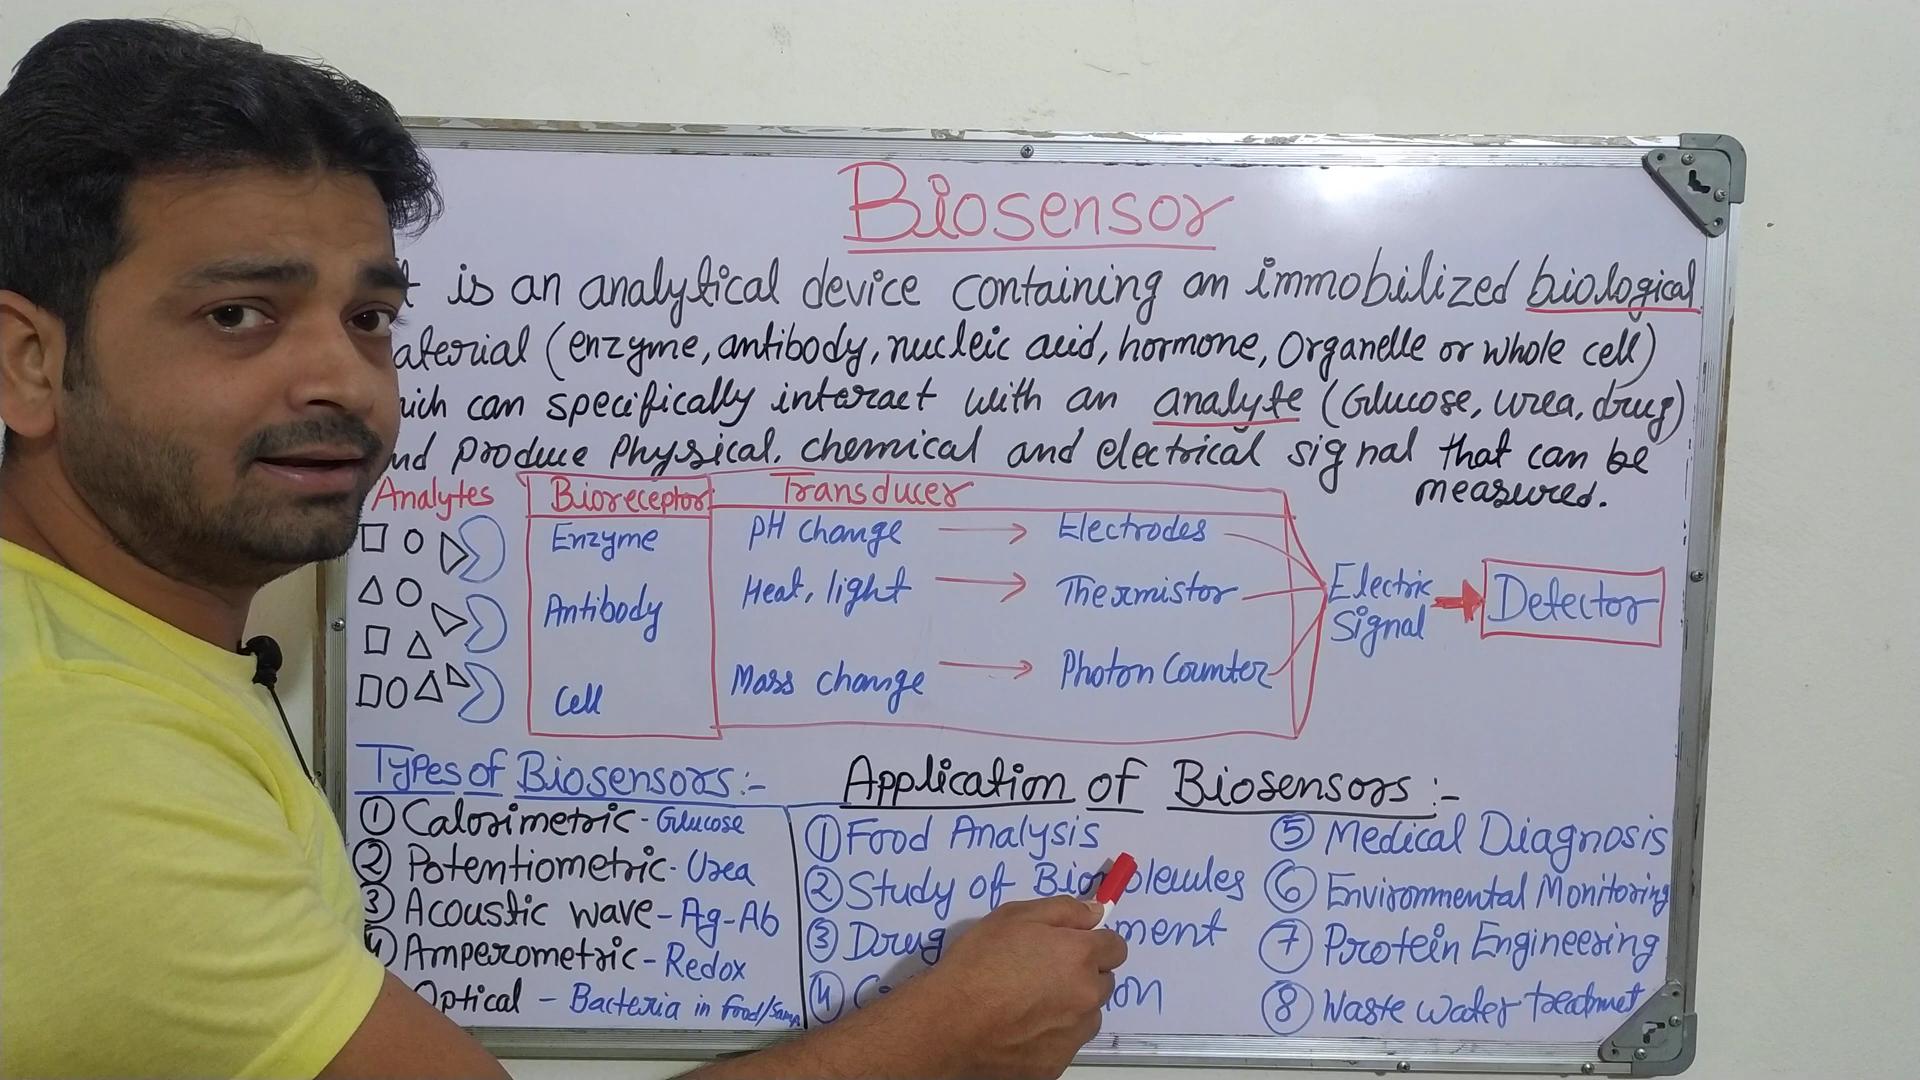 Biosensor
is an analytical device containing an immobilized biological
aterial (enzyme, antibody, nucleic acid, hormone, Organelle or whole cell)
hich can specifically interact with an analyte (Glucose, urea, drug)
nd produce Physical, chemical and electrical signal that can be
measured.
Analytes Bioreceptor Transducer
Enzyme pH change Electrodes
Antibody Heat, light Thermistor
Cell Mass change Photon Counter
Electric
Signal
Detector
Types of Biosensors:-
① Calorimetric - Glucose
② Potentiometric - Urea
③ Acoustic wave - Ag-Ab
④ Amperometric - Redox
Optical - Bacteria in food/samp
Application of Biosensors:-
① Food Analysis
② Study of Biomolecules
③ Drug ment
④
⑤ Medical Diagnosis
⑥ Environmental Monitoring
⑦ Protein Engineering
⑧ Waste water treatmet